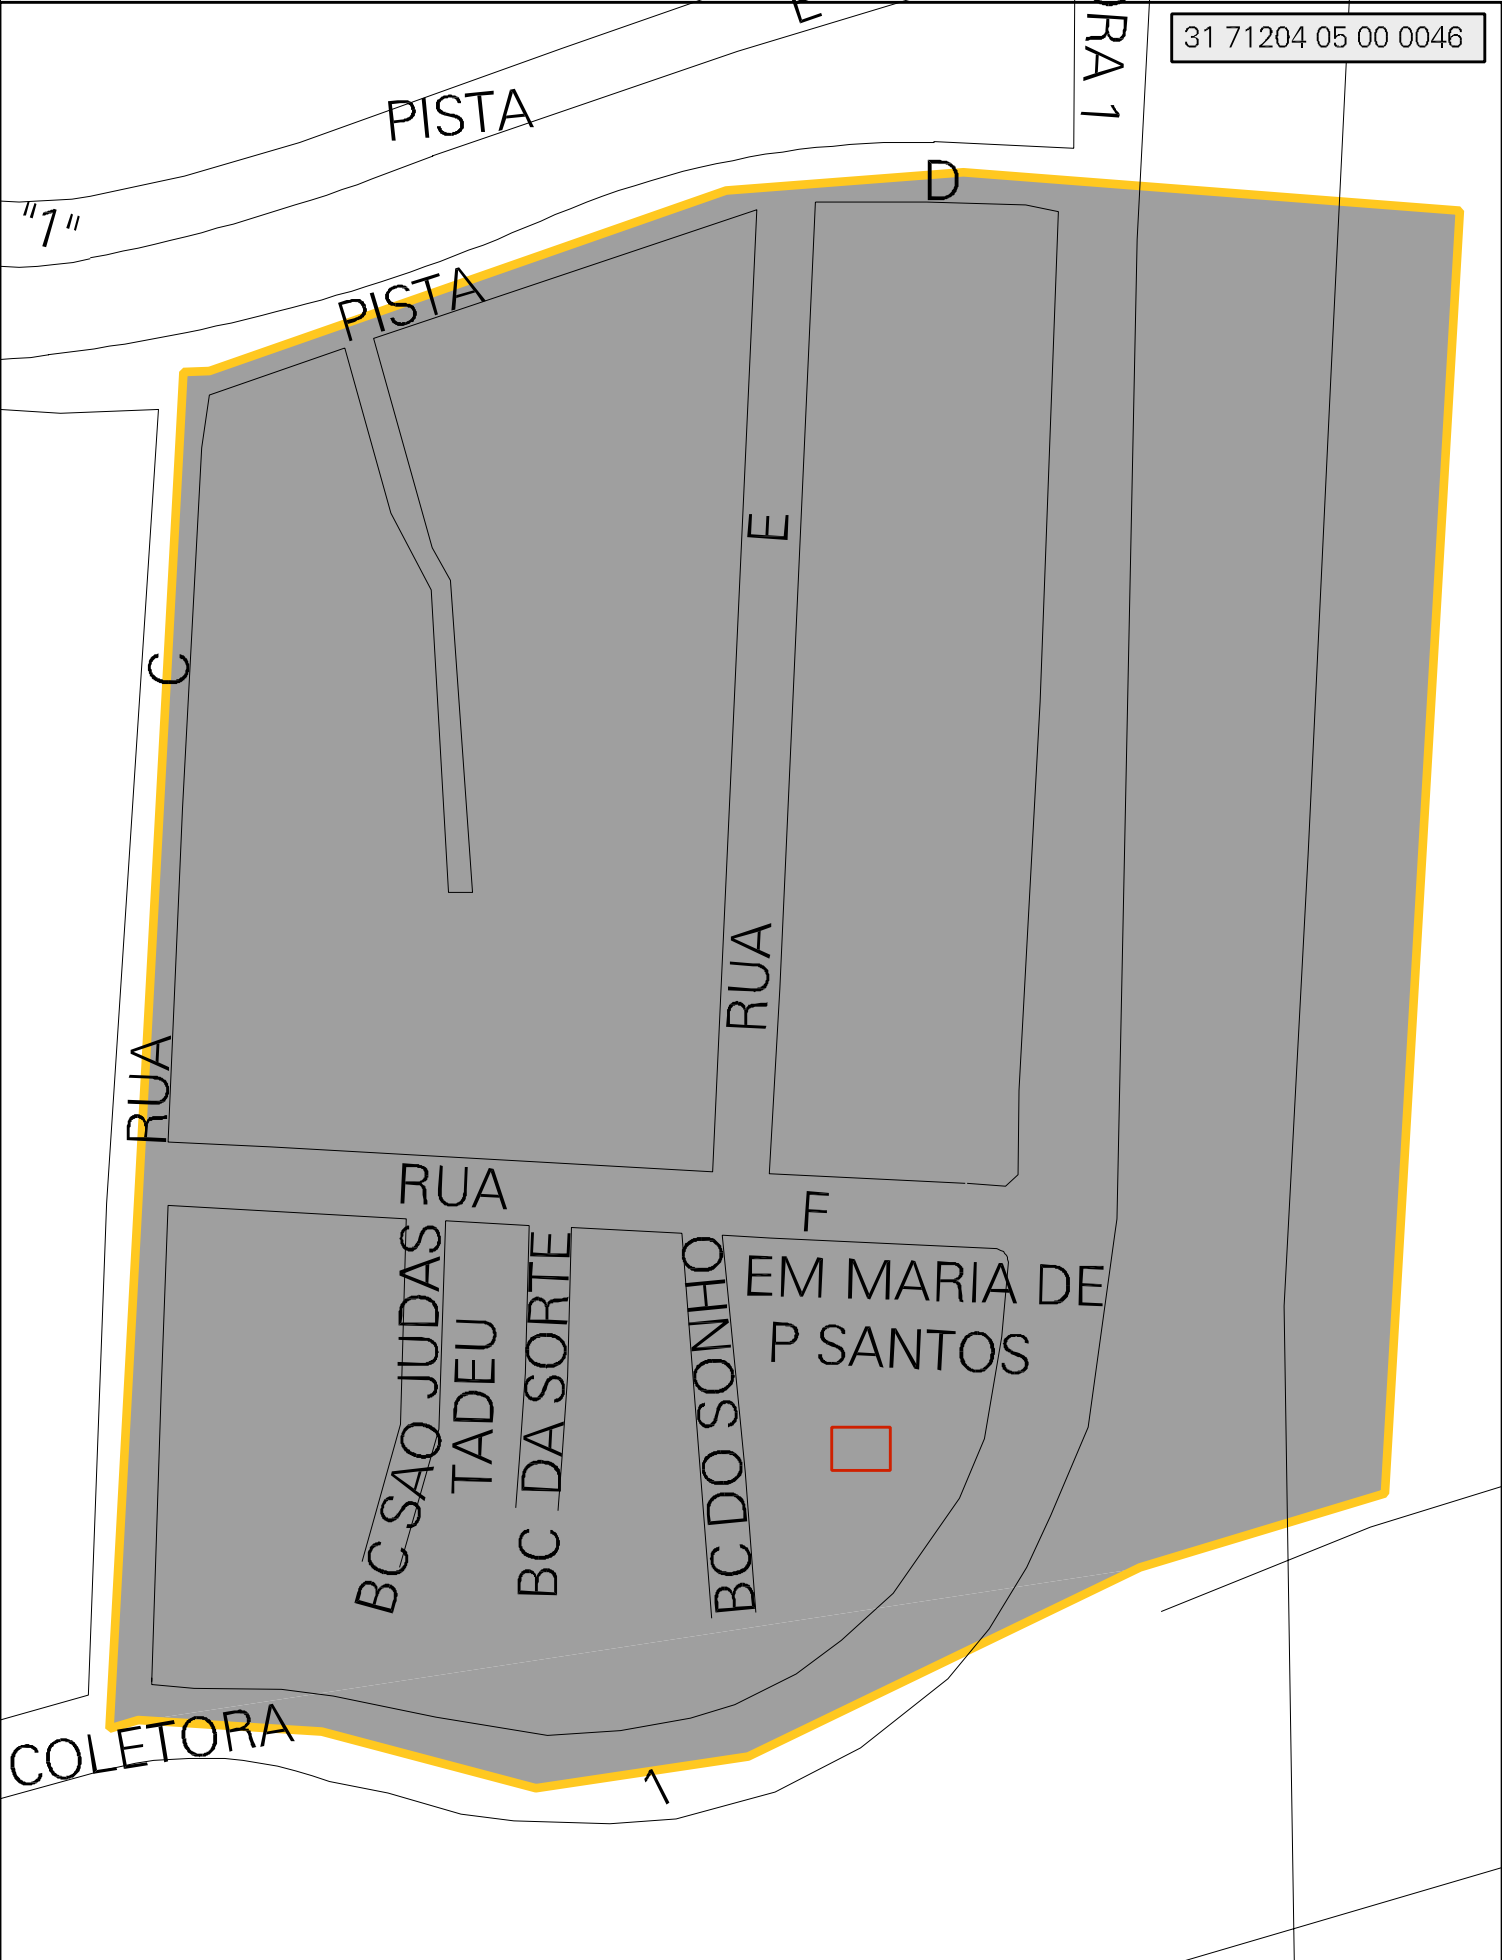 31 71204 05 00 0046
ORA 1
PISTA
"1"
D
PISTA
E
C
RUA
RUA
RUA
F
BC SAO JUDAS
TADEU
BC DA SORTE
BC DO SONHO
EM MARIA DE
P SANTOS
COLETORA
1